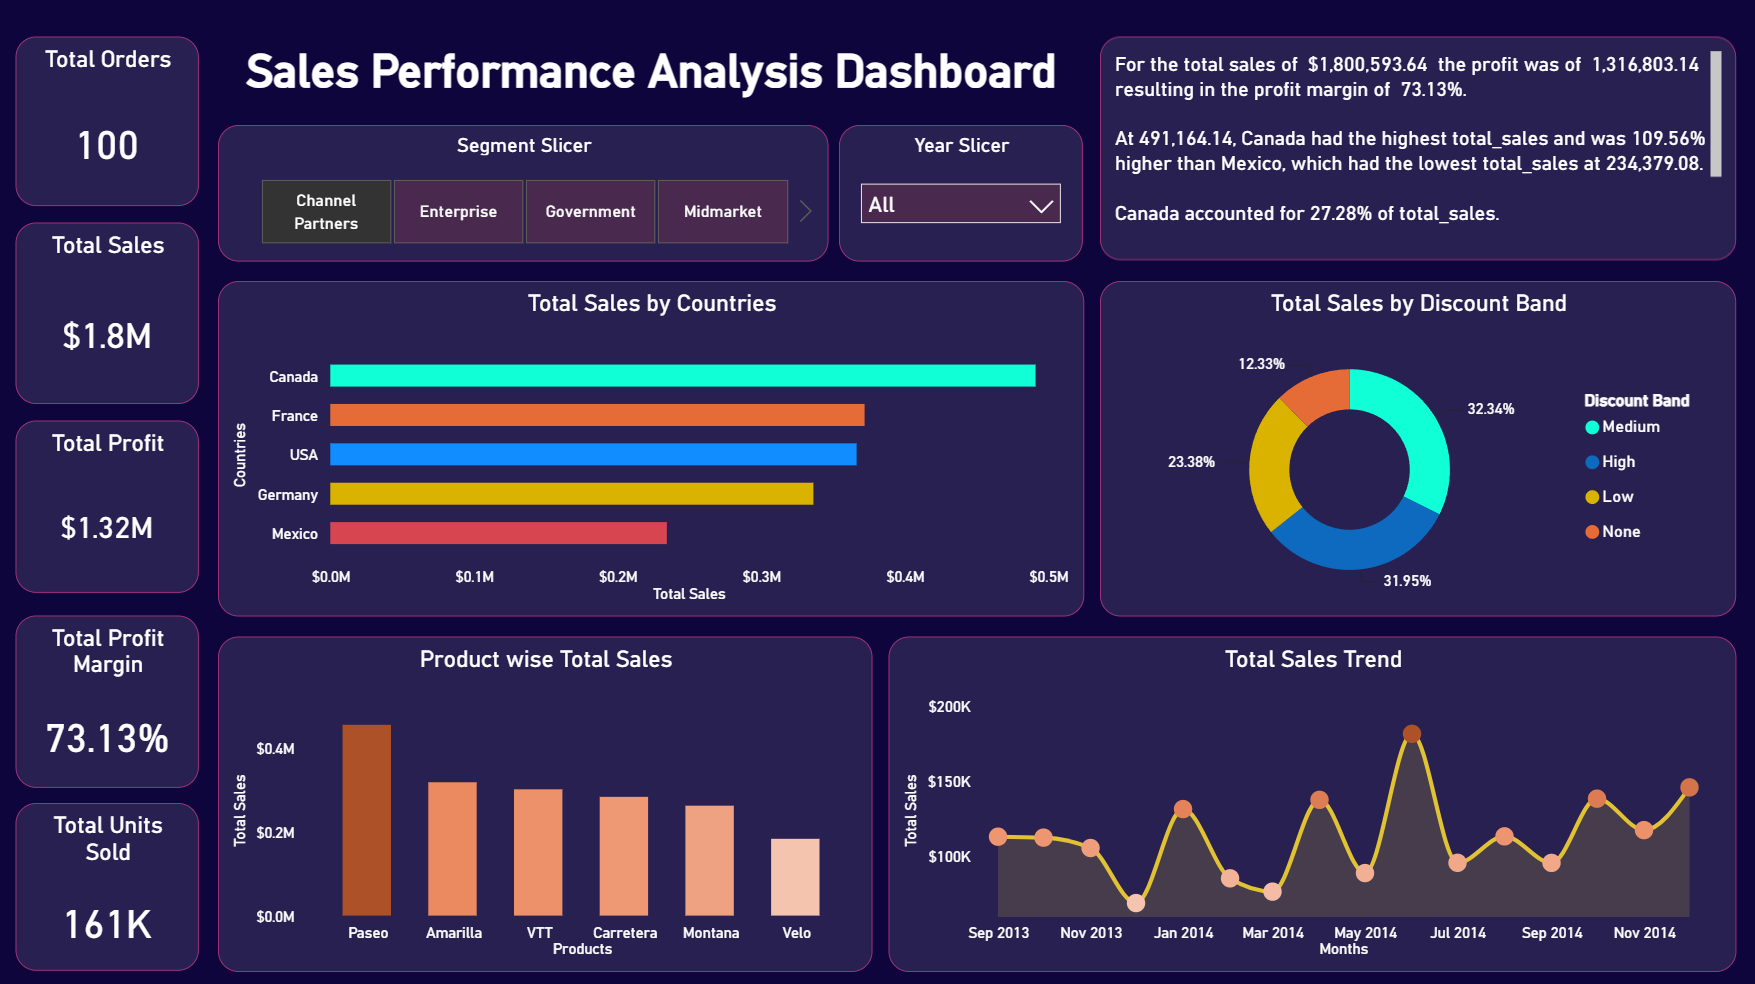 Total Orders
100
Total Sales
$1.8M
Total Profit
$1.32M
Total Profit
Margin
73.13%
Total Units
Sold
161K
Sales Performance Analysis Dashboard
Segment Slicer
Channel
Partners
Enterprise
Government
Midmarket
Year Slicer
All
For the total sales of $1,800,593.64 the profit was of 1,316,803.14
resulting in the profit margin of 73.13%.
At 491,164.14, Canada had the highest total_sales and was 109.56%
higher than Mexico, which had the lowest total_sales at 234,379.08.
Canada accounted for 27.28% of total_sales.
Total Sales by Countries
Countries
Canada
France
USA
Germany
Mexico
$0.0M
$0.1M
$0.2M
$0.3M
$0.4M
$0.5M
Total Sales
Total Sales by Discount Band
12.33%
32.34%
23.38%
31.95%
Discount Band
Medium
High
Low
None
Product wise Total Sales
Total Sales
$0.4M
$0.2M
$0.0M
Paseo
Amarilla
VTT
Carretera
Montana
Velo
Products
Total Sales Trend
Total Sales
$200K
$150K
$100K
Sep 2013
Nov 2013
Jan 2014
Mar 2014
May 2014
Jul 2014
Sep 2014
Nov 2014
Months